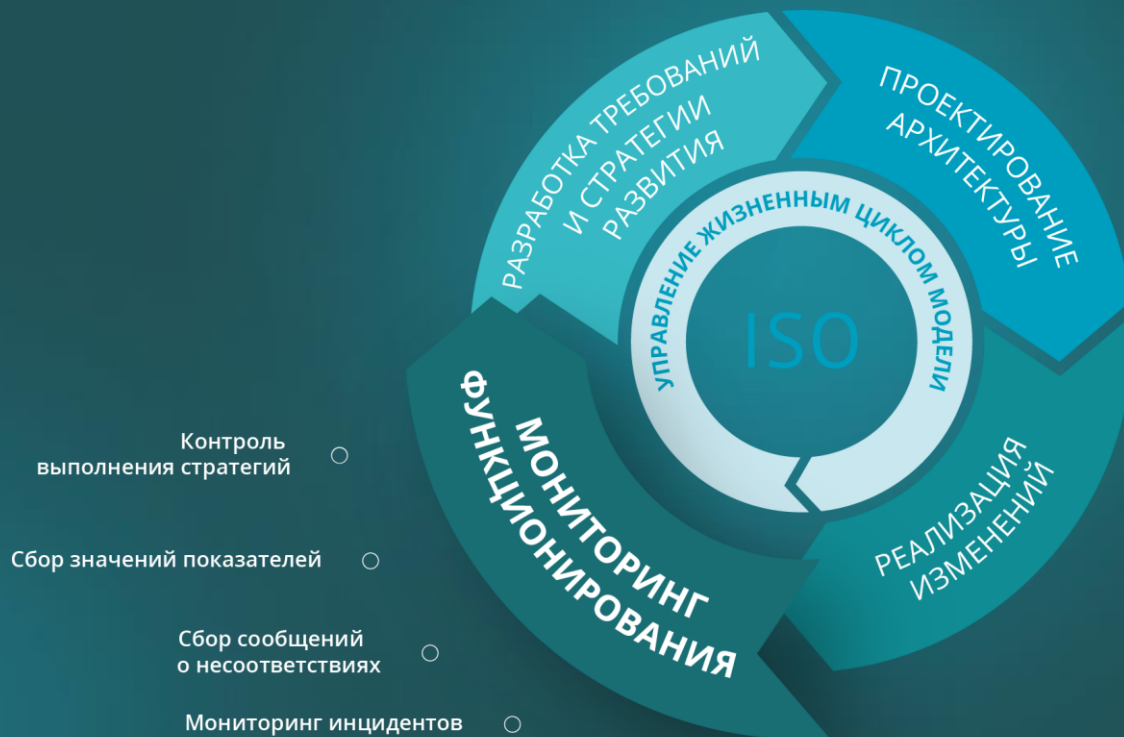 РАЗРАБОТКА ТРЕБОВАНИЙ
И СТРАТЕГИИ
РАЗВИТИЯ
ПРОЕКТИРОВАНИЕ
АРХИТЕКТУРЫ
УПРАВЛЕНИЕ ЖИЗНЕННЫМ ЦИКЛОМ МОДЕЛИ
ISO
РЕАЛИЗАЦИЯ
ИЗМЕНЕНИЙ
МОНИТОРИНГ
ФУНКЦИОНИРОВАНИЯ
Контроль
выполнения стратегий
Сбор значений показателей
Сбор сообщений
о несоответствиях
Мониторинг инцидентов